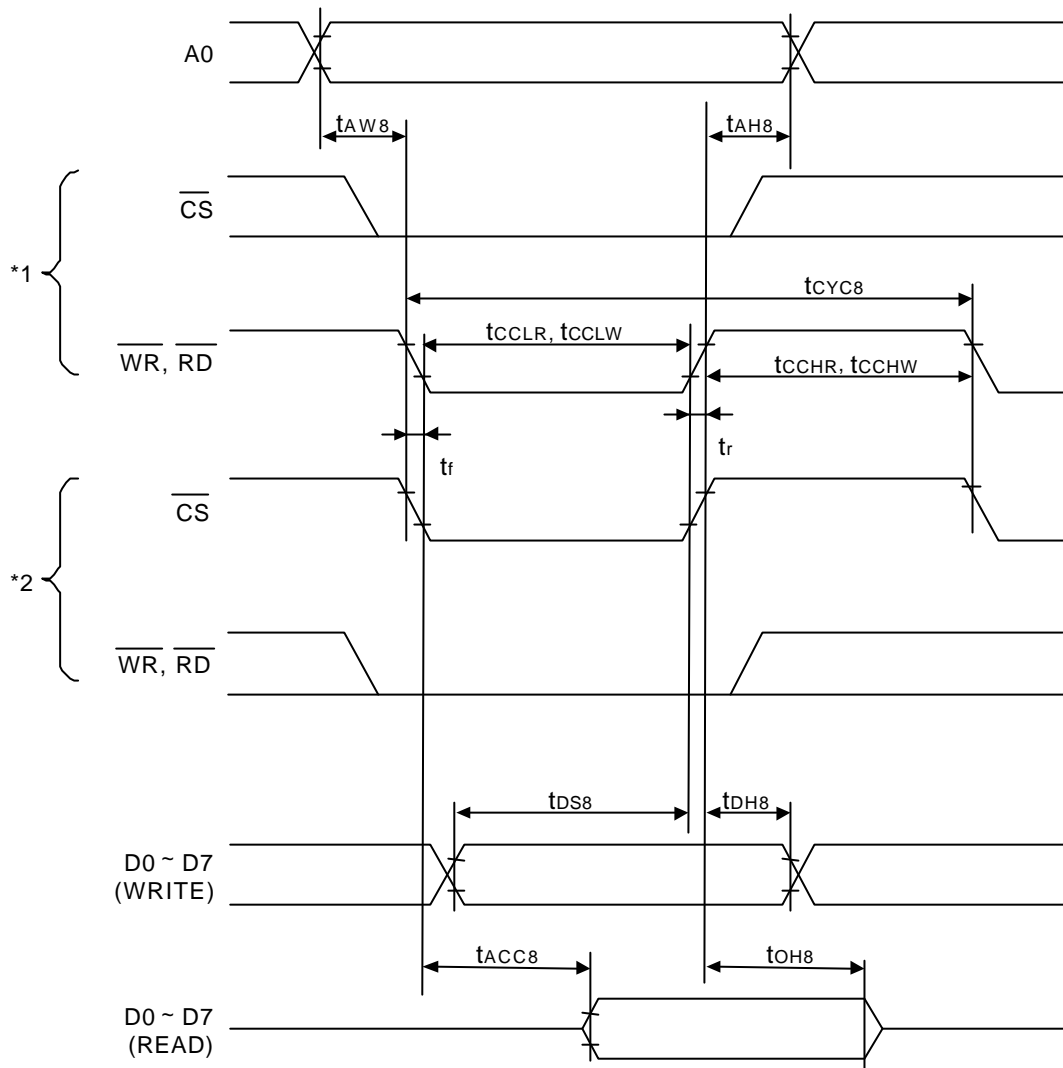 A0
tAW8
tAH8
*1
CS
tCYC8
WR, RD
tCCLR, tCCLW
tCCHR, tCCHW
tf
tr
*2
CS
WR, RD
tDS8
tDH8
D0 ~ D7
(WRITE)
tACC8
tOH8
D0 ~ D7
(READ)